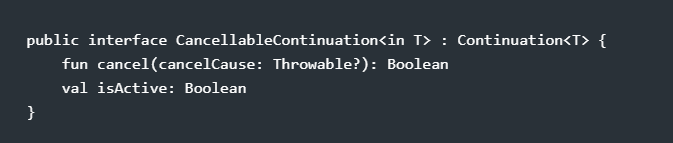 public interface CancellableContinuation<in T> : Continuation<T> {
    fun cancel(cancelCause: Throwable?): Boolean
    val isActive: Boolean
}